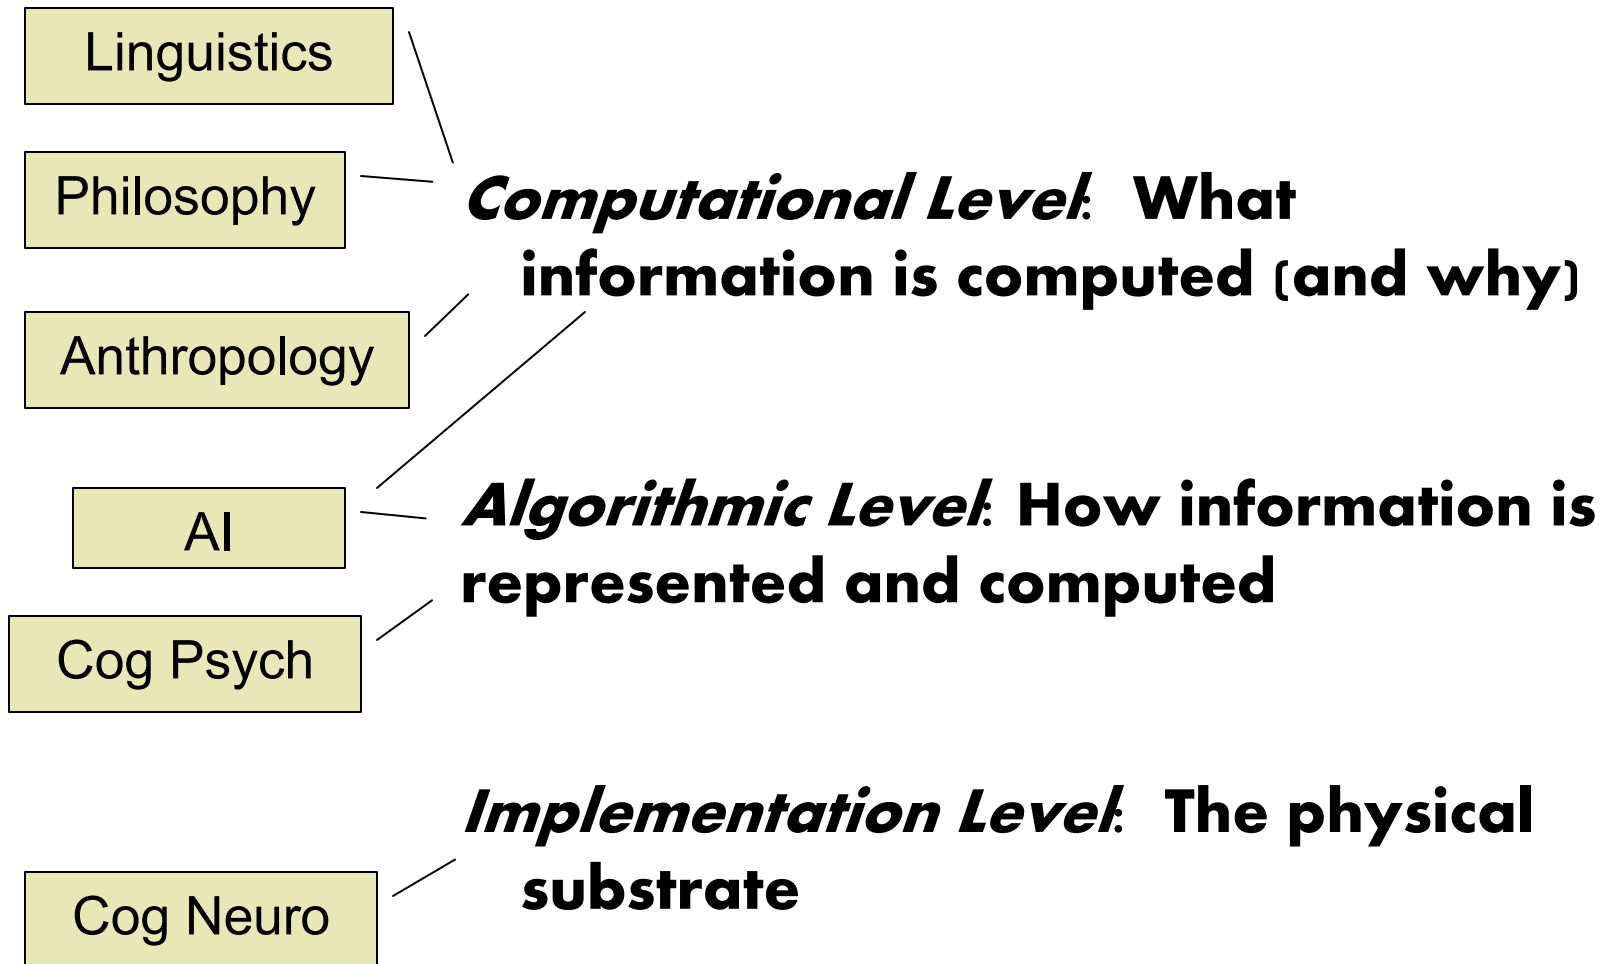 Linguistics
Philosophy
Computational Level: What
information is computed (and why)
Anthropology
AI
Algorithmic Level: How information is
represented and computed
Cog Psych
Implementation Level: The physical
substrate
Cog Neuro